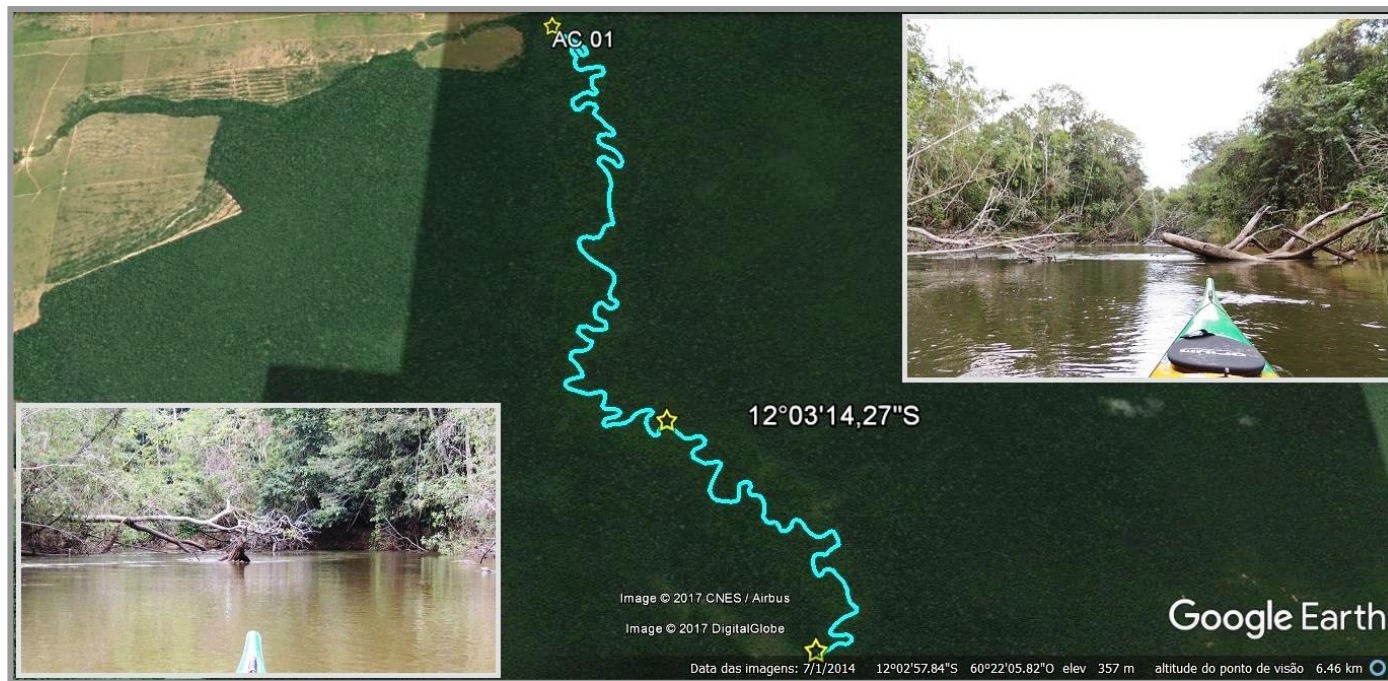 AC 01
12°03'14,27"S
Image © 2017 CNES / Airbus
Image © 2017 DigitalGlobe
Google Earth
Data das imagens: 7/1/2014 12°02'57.84"S 60°22'05.82"O elev 357 m altitude do ponto de visão 6.46 km